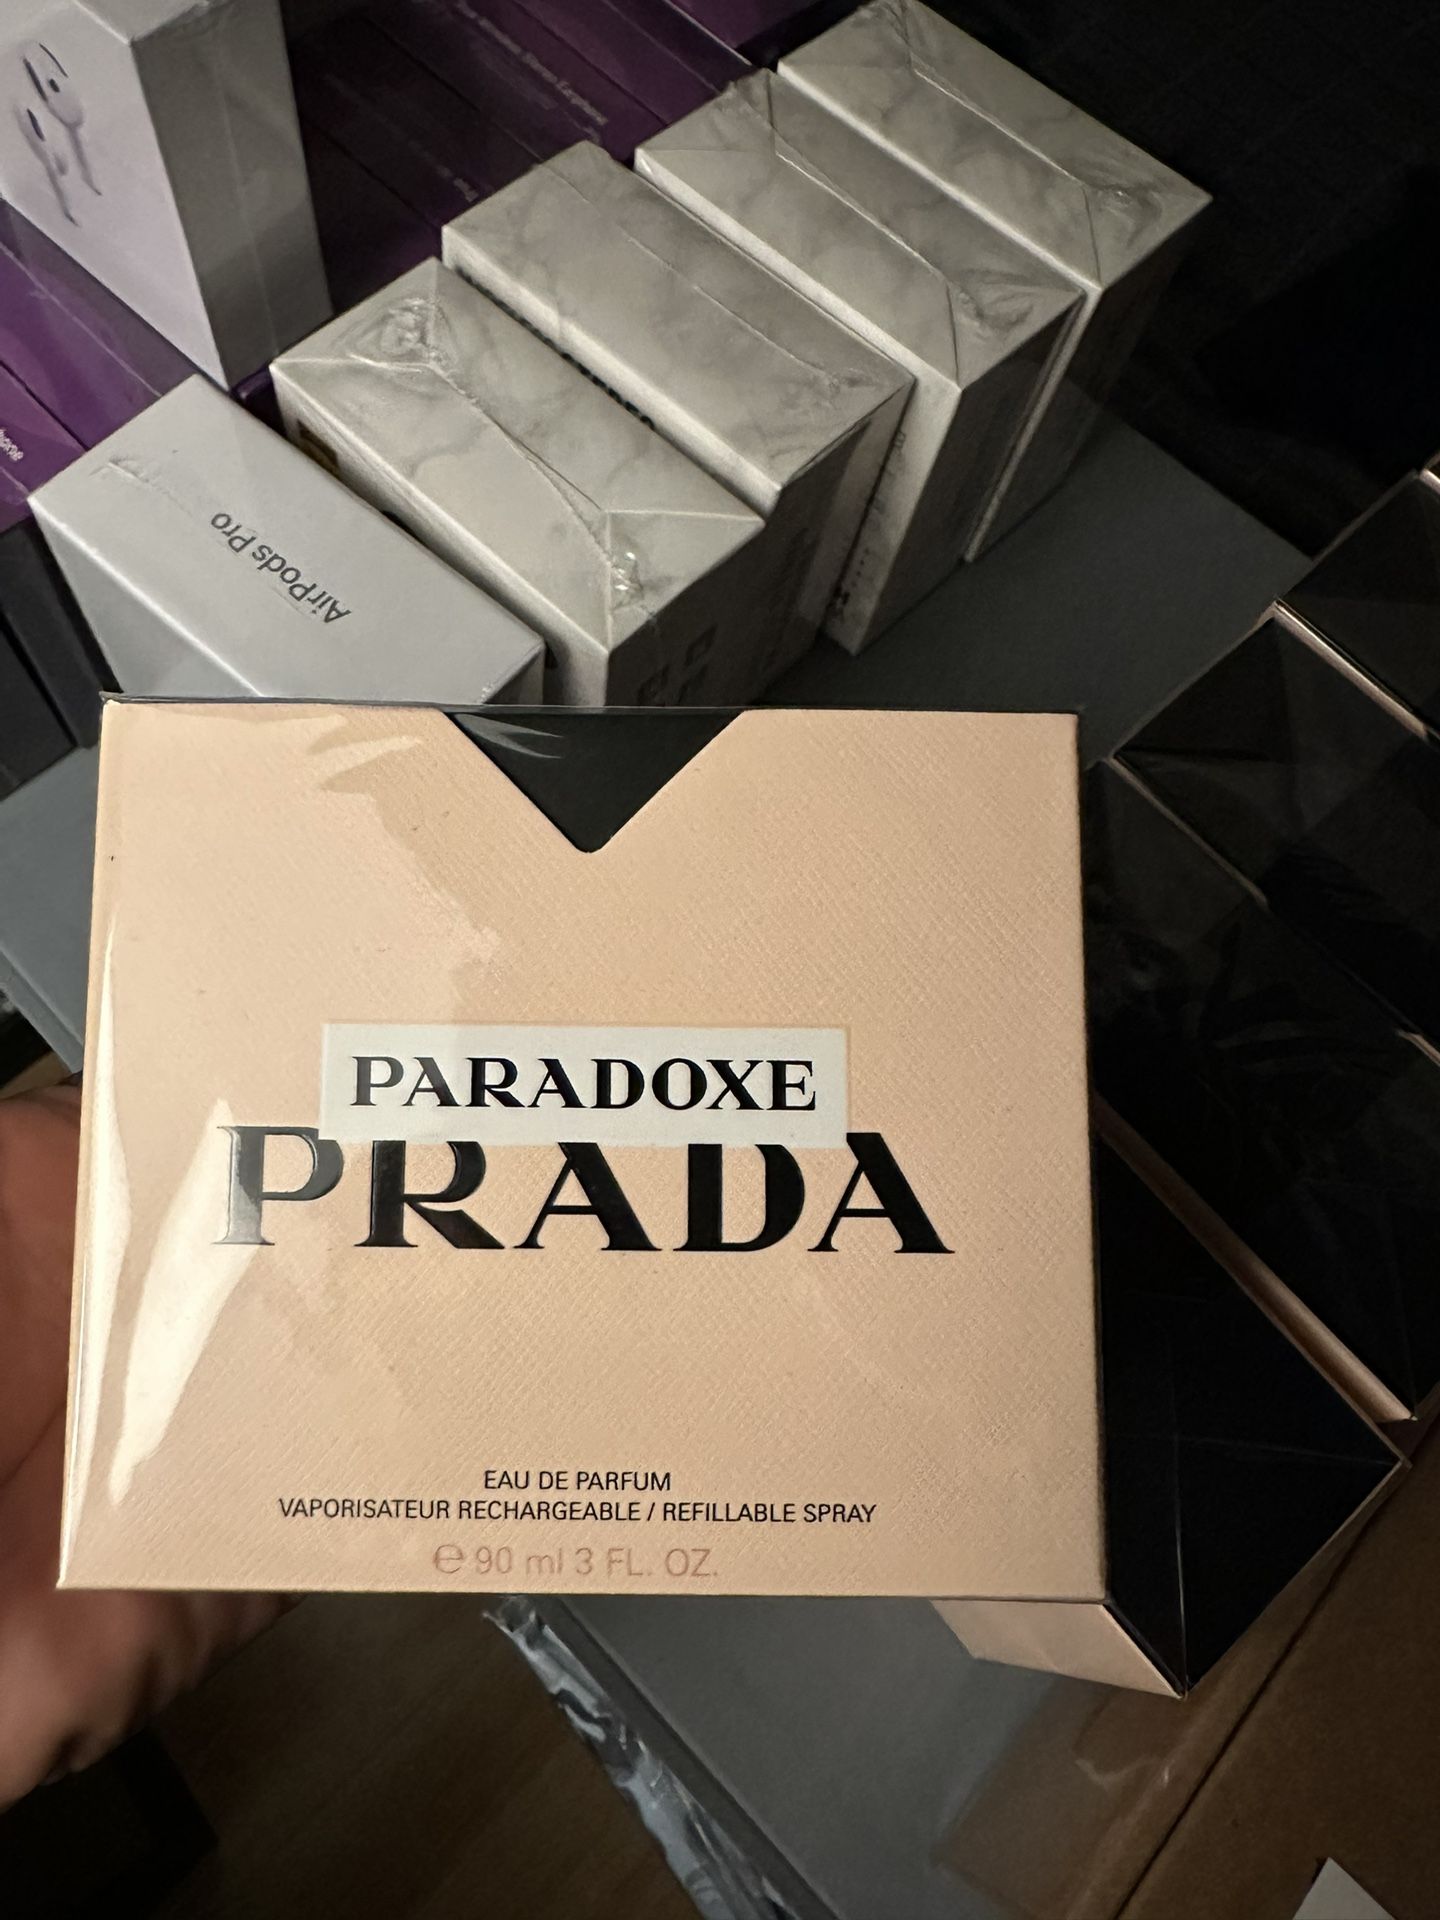 AirPods Pro
PARADOXE
PRADA
EAU DE PARFUM
VAPORISATEUR RECHARGEABLE / REFILLABLE SPRAY
℮ 90 ml 3 FL. OZ.